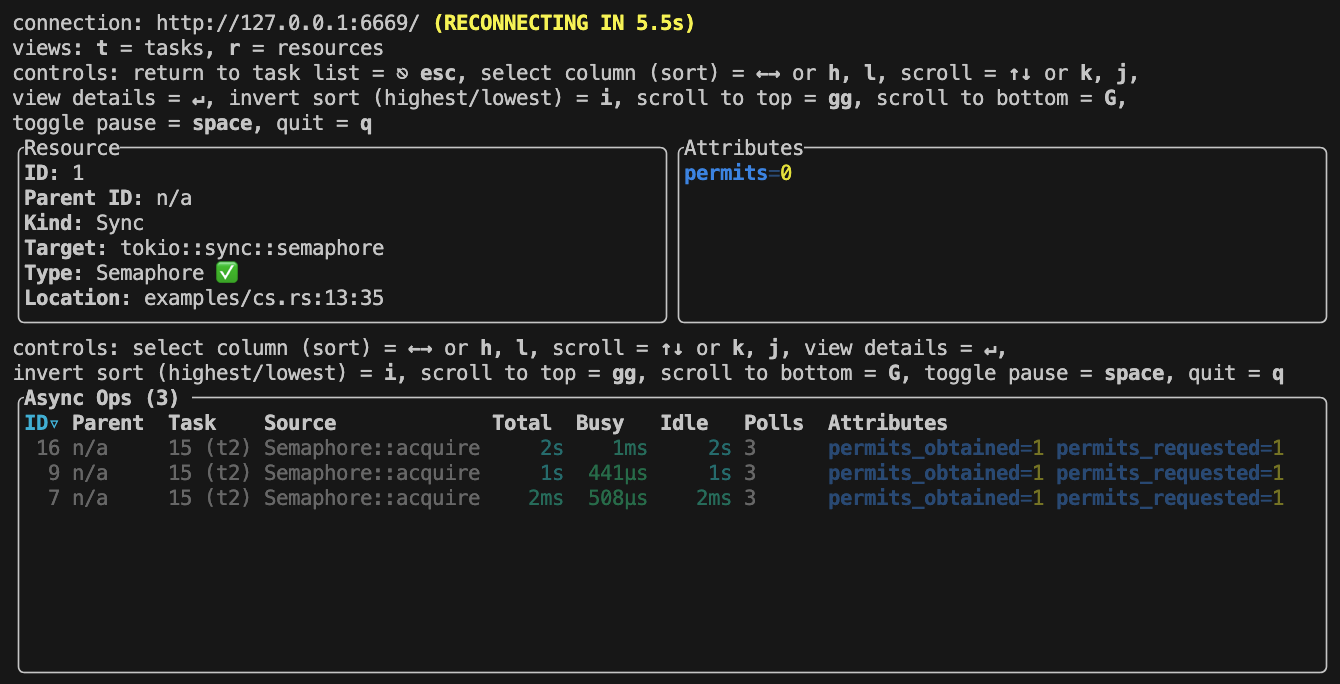 connection: http://127.0.0.1:6669/ (RECONNECTING IN 5.5s)
views: t = tasks, r = resources
controls: return to task list = ⎋ esc, select column (sort) = ←→ or h, l, scroll = ↑↓ or k, j,
view details = ↵, invert sort (highest/lowest) = i, scroll to top = gg, scroll to bottom = G,
toggle pause = space, quit = q
Resource
ID: 1
Parent ID: n/a
Kind: Sync
Target: tokio::sync::semaphore
Type: Semaphore ✅
Location: examples/cs.rs:13:35
Attributes
permits=0
controls: select column (sort) = ←→ or h, l, scroll = ↑↓ or k, j, view details = ↵,
invert sort (highest/lowest) = i, scroll to top = gg, scroll to bottom = G, toggle pause = space, quit = q
Async Ops (3)
ID▿ Parent Task Source Total Busy Idle Polls Attributes
16 n/a 15 (t2) Semaphore::acquire 2s 1ms 2s 3 permits_obtained=1 permits_requested=1
9 n/a 15 (t2) Semaphore::acquire 1s 441µs 1s 3 permits_obtained=1 permits_requested=1
7 n/a 15 (t2) Semaphore::acquire 2ms 508µs 2ms 3 permits_obtained=1 permits_requested=1